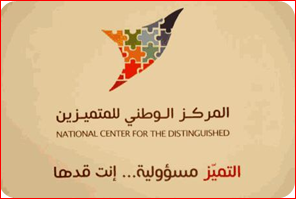 المركز الوطني للمتميزين
NATIONAL CENTER FOR THE DISTINGUISHED
التميّز مسؤولية... إنت قدها